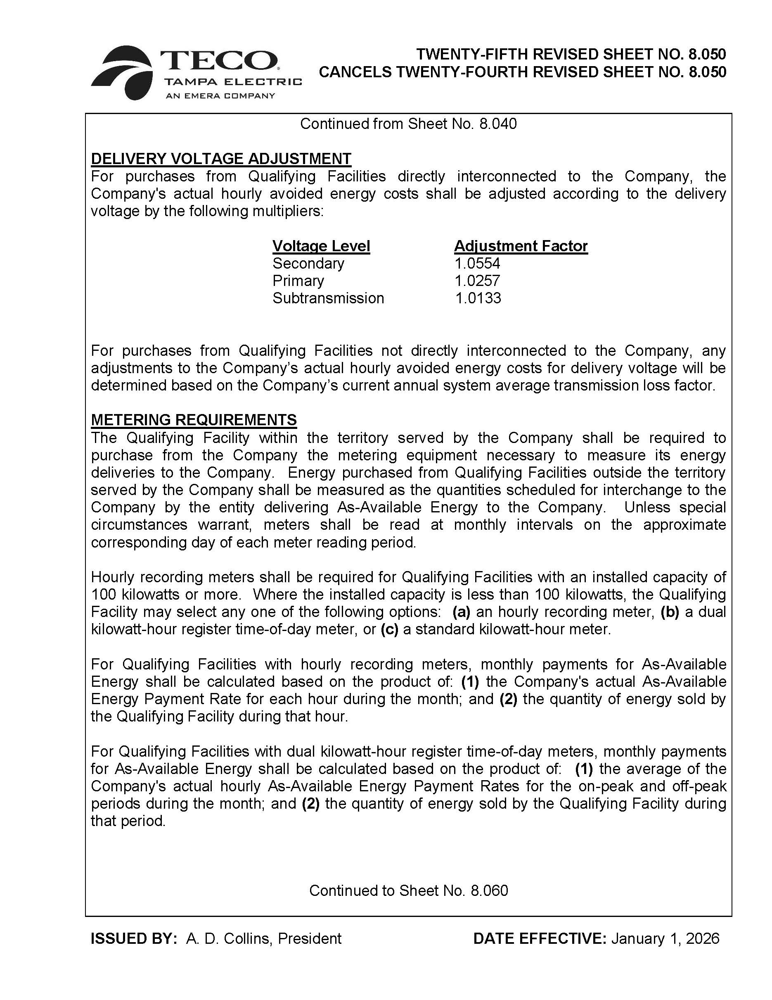 TECO®
TAMPA ELECTRIC
AN EMERA COMPANY
TWENTY-FIFTH REVISED SHEET NO. 8.050
CANCELS TWENTY-FOURTH REVISED SHEET NO. 8.050
Continued from Sheet No. 8.040
DELIVERY VOLTAGE ADJUSTMENT
For purchases from Qualifying Facilities directly interconnected to the Company, the
Company's actual hourly avoided energy costs shall be adjusted according to the delivery
voltage by the following multipliers:
Voltage Level Adjustment Factor
Secondary 1.0554
Primary 1.0257
Subtransmission 1.0133
For purchases from Qualifying Facilities not directly interconnected to the Company, any
adjustments to the Company’s actual hourly avoided energy costs for delivery voltage will be
determined based on the Company’s current annual system average transmission loss factor.
METERING REQUIREMENTS
The Qualifying Facility within the territory served by the Company shall be required to
purchase from the Company the metering equipment necessary to measure its energy
deliveries to the Company. Energy purchased from Qualifying Facilities outside the territory
served by the Company shall be measured as the quantities scheduled for interchange to the
Company by the entity delivering As-Available Energy to the Company. Unless special
circumstances warrant, meters shall be read at monthly intervals on the approximate
corresponding day of each meter reading period.
Hourly recording meters shall be required for Qualifying Facilities with an installed capacity of
100 kilowatts or more. Where the installed capacity is less than 100 kilowatts, the Qualifying
Facility may select any one of the following options: (a) an hourly recording meter, (b) a dual
kilowatt-hour register time-of-day meter, or (c) a standard kilowatt-hour meter.
For Qualifying Facilities with hourly recording meters, monthly payments for As-Available
Energy shall be calculated based on the product of: (1) the Company's actual As-Available
Energy Payment Rate for each hour during the month; and (2) the quantity of energy sold by
the Qualifying Facility during that hour.
For Qualifying Facilities with dual kilowatt-hour register time-of-day meters, monthly payments
for As-Available Energy shall be calculated based on the product of: (1) the average of the
Company's actual hourly As-Available Energy Payment Rates for the on-peak and off-peak
periods during the month; and (2) the quantity of energy sold by the Qualifying Facility during
that period.
Continued to Sheet No. 8.060
ISSUED BY: A. D. Collins, President DATE EFFECTIVE: January 1, 2026